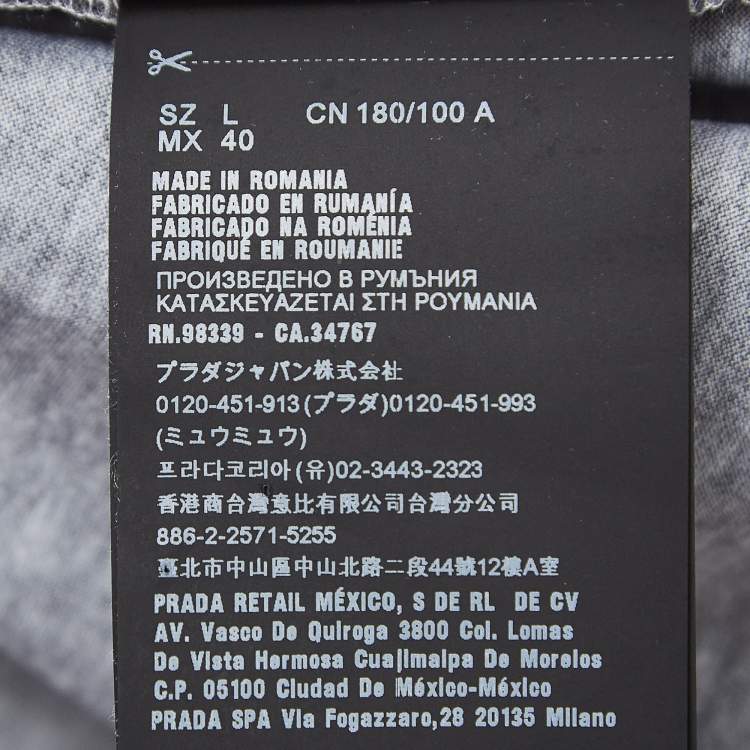 SZ L CN 180/100 A
MX 40
MADE IN ROMANIA
FABRICADO EN RUMANÍA
FABRICADO NA ROMÉNIA
FABRIQUÉ EN ROUMANIE
ПРОИЗВЕДЕНО В РУМЪНИЯ
ΚΑΤΑΣΚΕΥΑΖΕΤΑΙ ΣΤΗ ΡΟΥΜΑΝΙΑ
RN.98339 - CA.34767
プラダジャパン株式会社
0120-451-913(プラダ)0120-451-993
(ミュウミュウ)
프라다코리아(유)02-3443-2323
香港商台灣意比有限公司台灣分公司
886-2-2571-5255
臺北市中山區中山北路二段44號12樓A室
PRADA RETAIL MÉXICO, S DE RL DE CV
AV. Vasco De Quiroga 3800 Col. Lomas
De Vista Hermosa Cuajimalpa De Morelos
C.P. 05100 Ciudad De México-México
PRADA SPA Via Fogazzaro,28 20135 Milano